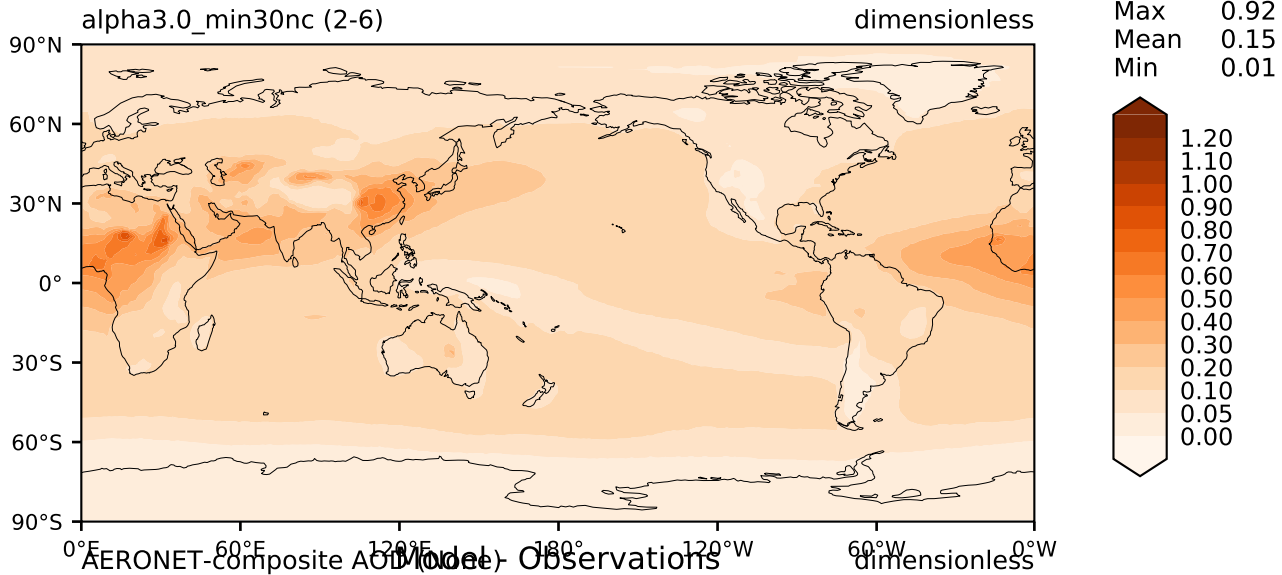 alpha3.0_min30nc (2-6) dimensionless
Max 0.92
Mean 0.15
Min 0.01
90°N
60°N
30°N
0°
30°S
60°S
90°S
0°E 60°E 120°E 180° 120°W 60°W 0°W
1.20
1.10
1.00
0.90
0.80
0.70
0.60
0.50
0.40
0.30
0.20
0.10
0.05
0.00
AERONET-composite AOD (None) dimensionless
Model - Observations